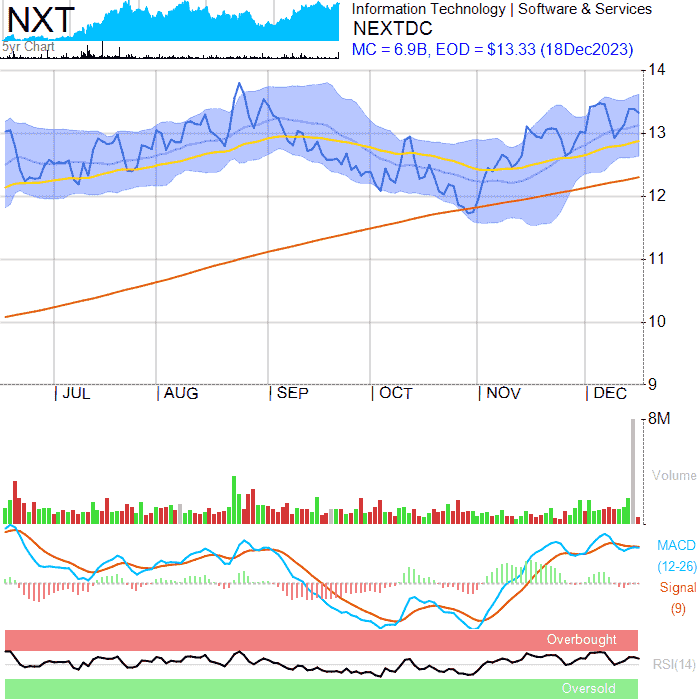 NXT
5yr Chart
Information Technology | Software & Services
NEXTDC
MC = 6.9B, EOD = $13.33 (18Dec2023)
14
13
12
11
10
9
JUL AUG SEP OCT NOV DEC
8M
Volume
MACD
(12-26)
Signal
(9)
Overbought
RSI(14)
Oversold